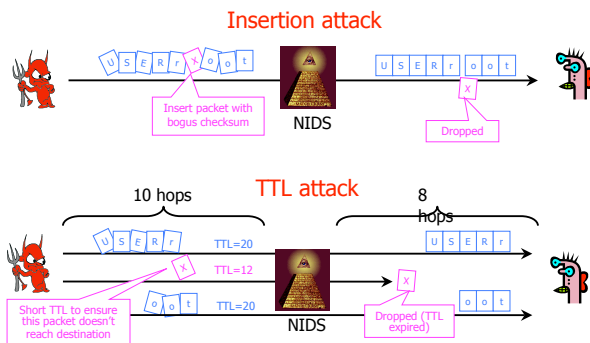 Insertion attack
U S E R r X o o t
U S E R r o o t
X
Insert packet with
bogus checksum
NIDS
Dropped
TTL attack
10 hops
8
hops
U S E R r
TTL=20
U S E R r
X
TTL=12
X
Short TTL to ensure
this packet doesn't
reach destination
o o t
TTL=20
NIDS
Dropped (TTL
expired)
o o t